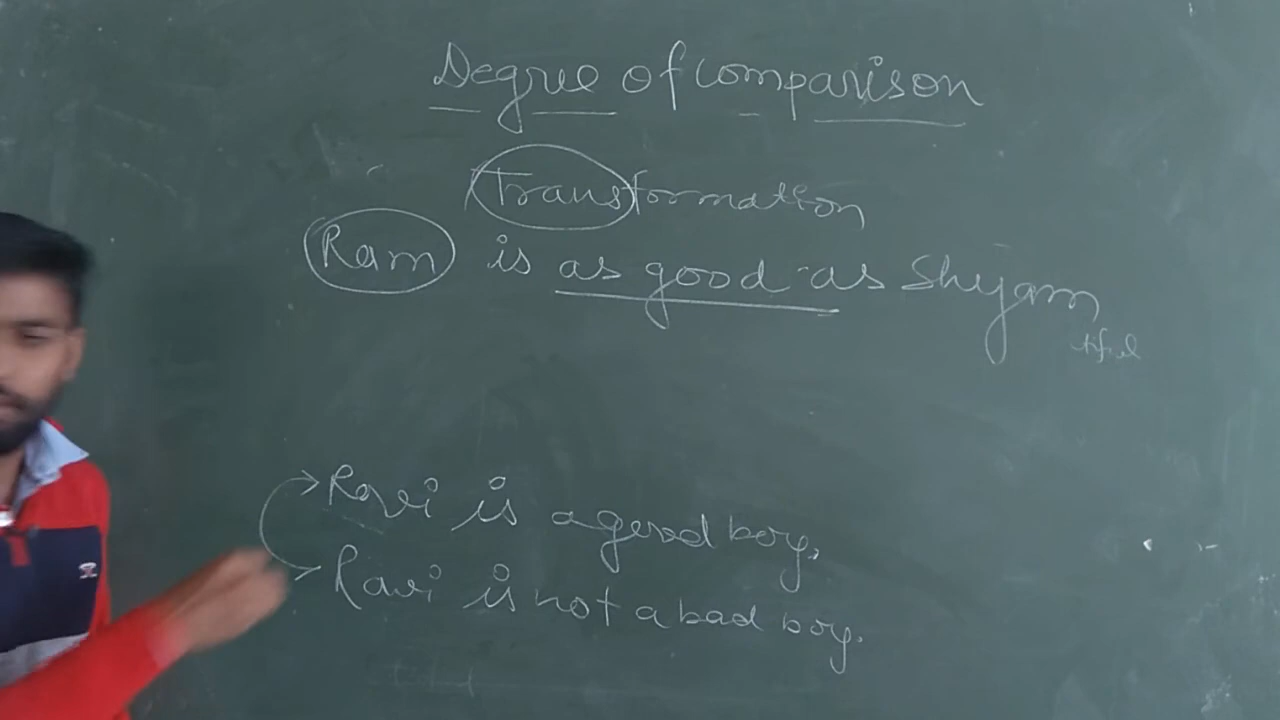 Degree of comparison
Transformation
Ram is as good as Shyam
tiful
Ravi is a good boy.
Ravi is not a bad boy.